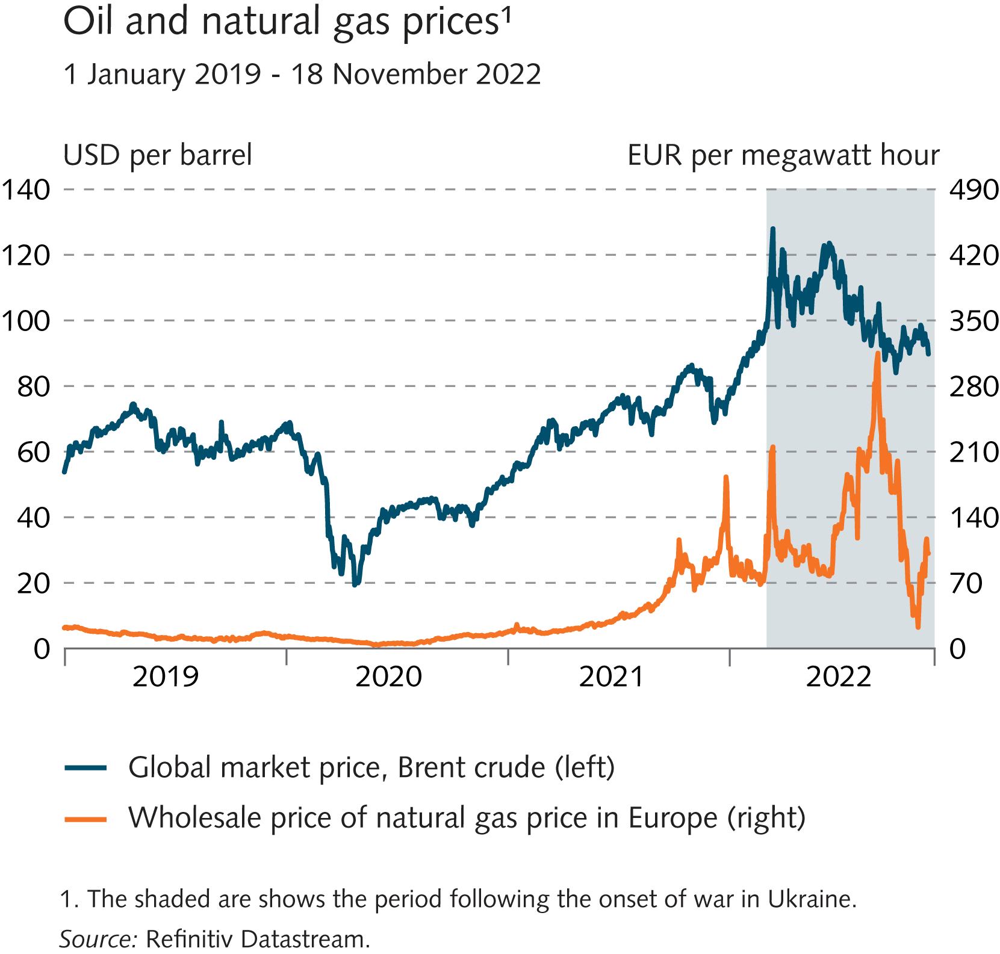 Oil and natural gas prices¹
1 January 2019 - 18 November 2022
USD per barrel EUR per megawatt hour
140 490
120 420
100 350
80 280
60 210
40 140
20 70
0 0
2019 2020 2021 2022
Global market price, Brent crude (left)
Wholesale price of natural gas price in Europe (right)
1. The shaded are shows the period following the onset of war in Ukraine.
Source: Refinitiv Datastream.